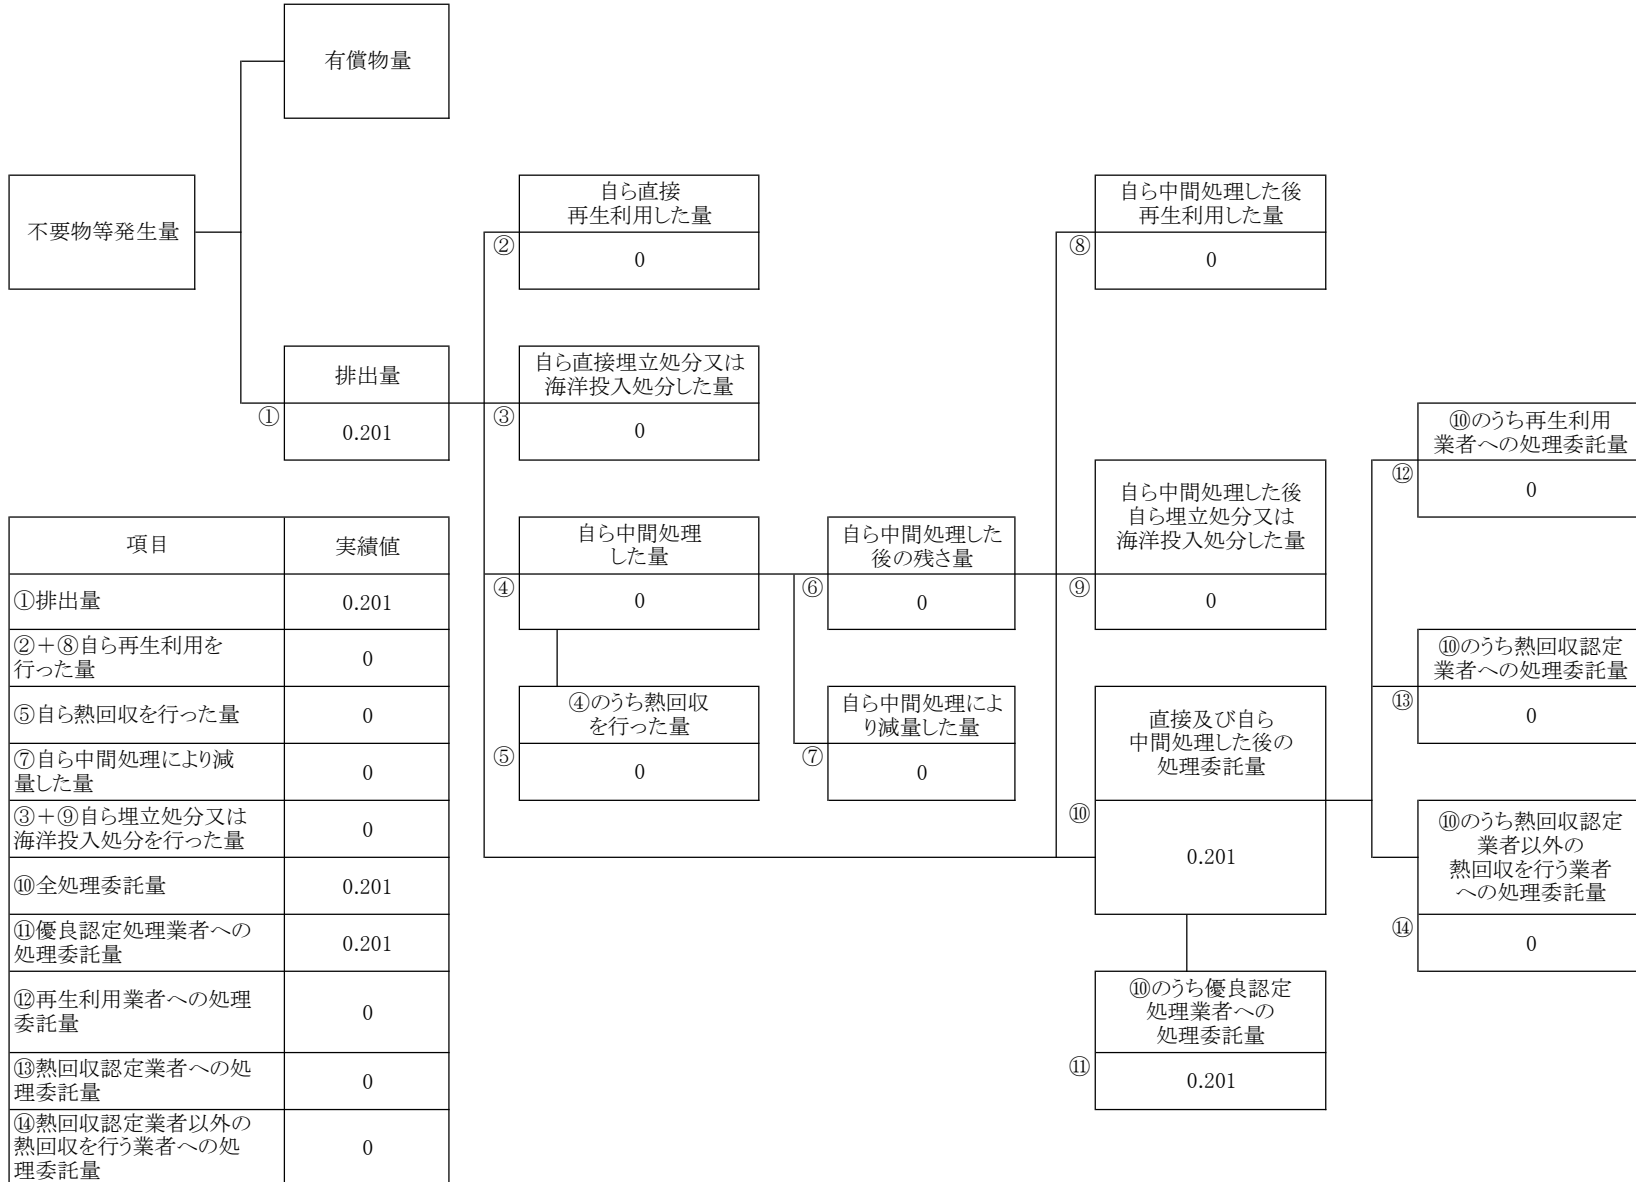 有償物量
不要物等発生量
自ら直接
再生利用した量
②
0
自ら中間処理した後
再生利用した量
⑧
0
排出量
①
0.201
自ら直接埋立処分又は
海洋投入処分した量
③
0
⑩のうち再生利用
業者への処理委託量
⑫
0
自ら中間処理
した量
④
0
自ら中間処理した
後の残さ量
⑥
0
自ら中間処理した後
自ら埋立処分又は
海洋投入処分した量
⑨
0
⑩のうち熱回収認定
業者への処理委託量
⑬
0
④のうち熱回収
を行った量
⑤
0
自ら中間処理によ
り減量した量
⑦
0
直接及び自ら
中間処理した後の
処理委託量
⑩
0.201
⑩のうち熱回収認定
業者以外の
熱回収を行う業者
への処理委託量
⑭
0
⑩のうち優良認定
処理業者への
処理委託量
⑪
0.201
項目 実績値
①排出量 0.201
②＋⑧自ら再生利用を
行った量 0
⑤自ら熱回収を行った量 0
⑦自ら中間処理により減
量した量 0
③＋⑨自ら埋立処分又は
海洋投入処分を行った量 0
⑩全処理委託量 0.201
⑪優良認定処理業者への
処理委託量 0.201
⑫再生利用業者への処理
委託量 0
⑬熱回収認定業者への処
理委託量 0
⑭熱回収認定業者以外の
熱回収を行う業者への処
理委託量 0